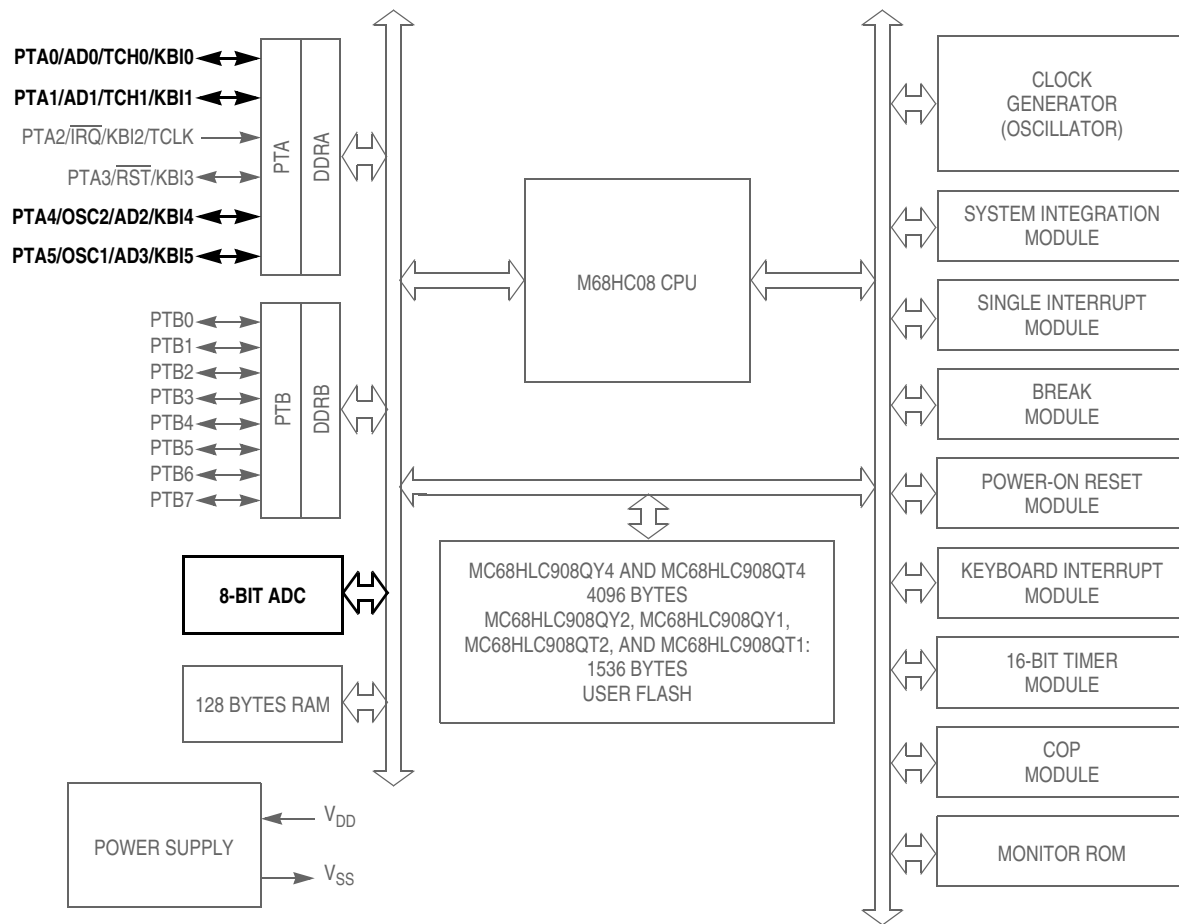 PTA0/AD0/TCH0/KBI0
PTA1/AD1/TCH1/KBI1
PTA2/I̅R̅Q̅/KBI2/TCLK
PTA3/R̅S̅T̅/KBI3
PTA4/OSC2/AD2/KBI4
PTA5/OSC1/AD3/KBI5
PTA
DDRA
PTB0
PTB1
PTB2
PTB3
PTB4
PTB5
PTB6
PTB7
PTB
DDRB
8-BIT ADC
128 BYTES RAM
POWER SUPPLY
VDD
VSS
M68HC08 CPU
MC68HLC908QY4 AND MC68HLC908QT4
4096 BYTES
MC68HLC908QY2, MC68HLC908QY1,
MC68HLC908QT2, AND MC68HLC908QT1:
1536 BYTES
USER FLASH
CLOCK
GENERATOR
(OSCILLATOR)
SYSTEM INTEGRATION
MODULE
SINGLE INTERRUPT
MODULE
BREAK
MODULE
POWER-ON RESET
MODULE
KEYBOARD INTERRUPT
MODULE
16-BIT TIMER
MODULE
COP
MODULE
MONITOR ROM